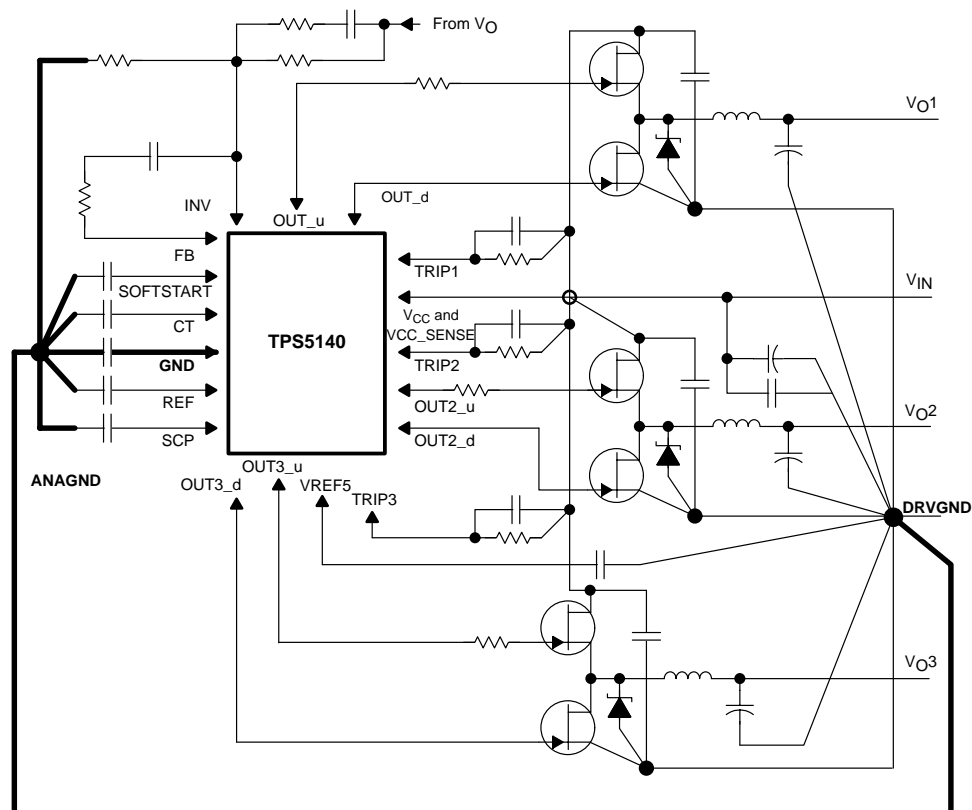 From VO
VO1
INV
OUT_u
OUT_d
FB
TRIP1
SOFTSTART
VIN
CT
VCC and
VCC_SENSE
TPS5140
GND
TRIP2
REF
OUT2_u
VO2
SCP
OUT2_d
ANAGND
OUT3_u
OUT3_d
VREF5
TRIP3
DRVGND
VO3